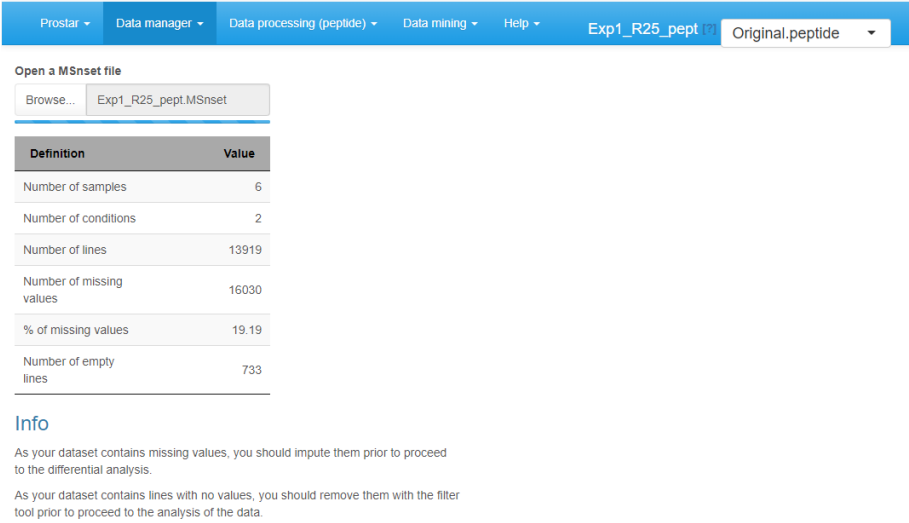 Prostar Data manager Data processing (peptide) Data mining Help Exp1_R25_pept [?] Original.peptide
Open a MSnset file
Browse... Exp1_R25_pept.MSnset
Definition Value
Number of samples 6
Number of conditions 2
Number of lines 13919
Number of missing
values 16030
% of missing values 19.19
Number of empty
lines 733
Info
As your dataset contains missing values, you should impute them prior to proceed
to the differential analysis.
As your dataset contains lines with no values, you should remove them with the filter
tool prior to proceed to the analysis of the data.